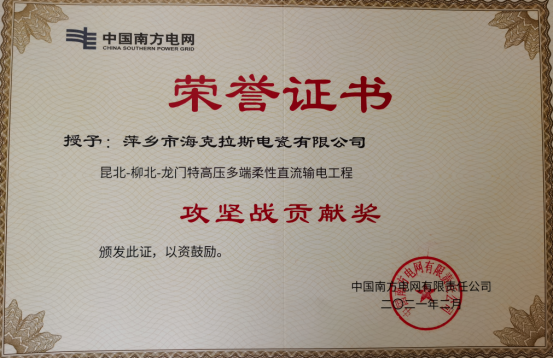 中国南方电网
CHINA SOUTHERN POWER GRID
荣誉证书
授予：萍乡市海克拉斯电瓷有限公司
昆北-柳北-龙门特高压多端柔性直流输电工程
攻坚战贡献奖
颁发此证，以资鼓励。
中国南方电网有限责任公司
二〇二一年二月